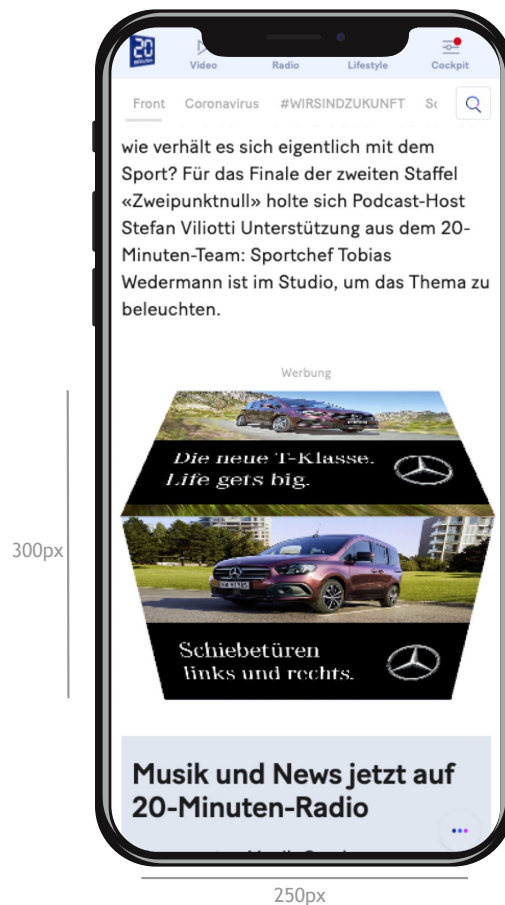 20
Minuten
Video
Radio
Lifestyle
Cockpit
Front Coronavirus #WIRSINDZUKUNFT
wie verhält es sich eigentlich mit dem
Sport? Für das Finale der zweiten Staffel
«Zweipunktnull» holte sich Podcast-Host
Stefan Viliotti Unterstützung aus dem 20-
Minuten-Team: Sportchef Tobias
Wedermann ist im Studio, um das Thema zu
beleuchten.
Werbung
Die neue T-Klasse.
Life gets big.
300px
Schiebetüren
links und rechts.
Musik und News jetzt auf
20-Minuten-Radio
250px